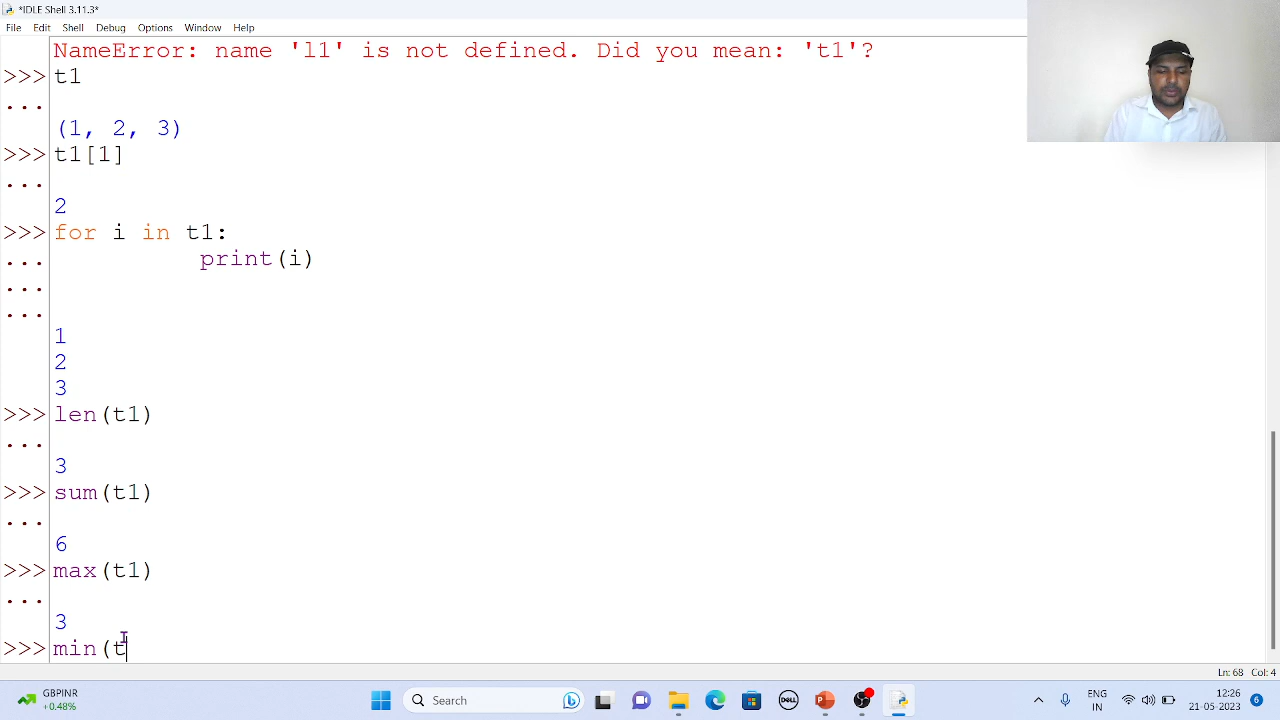 *IDLE Shell 3.11.3*
File Edit Shell Debug Options Window Help
NameError: name 'l1' is not defined. Did you mean: 't1'?
>>> t1
...
(1, 2, 3)
>>> t1[1]
...
2
>>> for i in t1:
... print(i)
...
...
1
2
3
>>> len(t1)
...
3
>>> sum(t1)
...
6
>>> max(t1)
...
3
>>> min(t
Ln: 68 Col: 4
GBPINR
+0.48%
Search
DELL
ENG
IN
12:26
21-05-2023
6